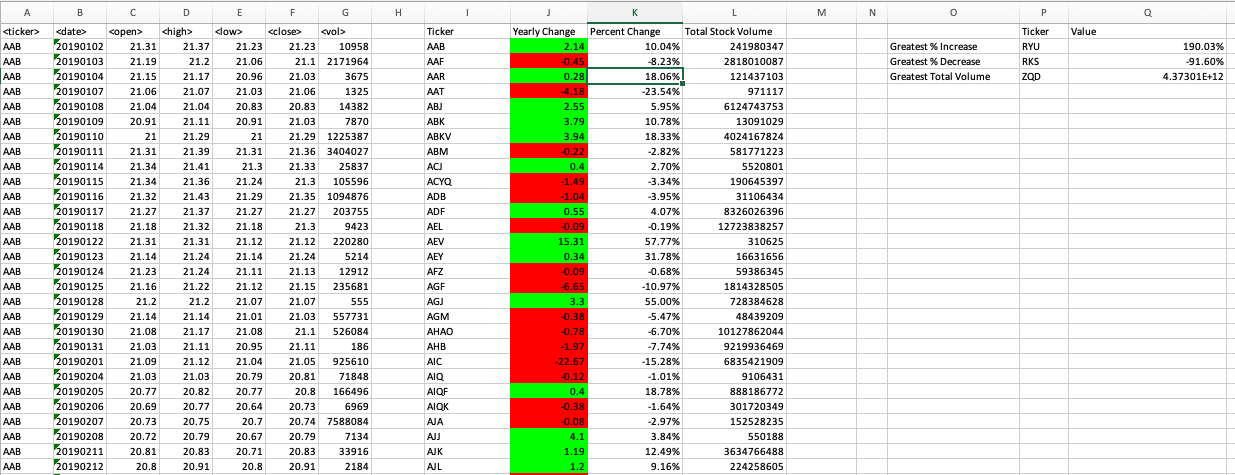 A B C D E F G H I J K L M N O P Q
<ticker> <date> <open> <high> <low> <close> <vol> Ticker Yearly Change Percent Change Total Stock Volume Ticker Value
AAB 20190102 21.31 21.37 21.23 21.23 10958 AAB 2.14 10.04% 241980347 Greatest % Increase RYU 190.03%
AAB 20190103 21.19 21.2 21.06 21.1 2171964 AAF -0.45 -8.23% 2818010087 Greatest % Decrease RKS -91.60%
AAB 20190104 21.15 21.17 20.96 21.03 3675 AAR 0.28 18.06% 121437103 Greatest Total Volume ZQD 4.37301E+12
AAB 20190107 21.06 21.07 21.03 21.06 1325 AAT -4.18 -23.54% 971117
AAB 20190108 21.04 21.04 20.83 20.83 14382 ABJ 2.55 5.95% 6124743753
AAB 20190109 20.91 21.11 20.91 21.03 7870 ABK 3.79 10.78% 13091029
AAB 20190110 21 21.29 21 21.29 1225387 ABKV 3.94 18.33% 4024167824
AAB 20190111 21.31 21.39 21.31 21.36 3404027 ABM -0.22 -2.82% 581771223
AAB 20190114 21.34 21.41 21.3 21.33 25837 ACJ 0.4 2.70% 5520801
AAB 20190115 21.34 21.36 21.24 21.3 105596 ACYQ -1.49 -3.34% 190645397
AAB 20190116 21.32 21.43 21.29 21.35 1094876 ADB -1.04 -3.95% 31106434
AAB 20190117 21.27 21.37 21.27 21.27 203755 ADF 0.55 4.07% 8326026396
AAB 20190118 21.18 21.32 21.18 21.3 9423 AEL -0.09 -0.19% 12723838257
AAB 20190122 21.31 21.31 21.12 21.12 220280 AEV 15.31 57.77% 310625
AAB 20190123 21.14 21.24 21.14 21.24 5214 AEY 0.34 31.78% 16631656
AAB 20190124 21.23 21.24 21.11 21.13 12912 AFZ -0.09 -0.68% 59386345
AAB 20190125 21.16 21.22 21.12 21.15 235681 AGF -6.65 -10.97% 1814328505
AAB 20190128 21.2 21.2 21.07 21.07 555 AGJ 3.3 55.00% 728384628
AAB 20190129 21.14 21.14 21.01 21.03 557731 AGM -0.38 -5.47% 48439209
AAB 20190130 21.08 21.17 21.08 21.1 526084 AHAO -0.78 -6.70% 10127862044
AAB 20190131 21.03 21.11 20.95 21.11 186 AHB -1.97 -7.74% 9219936469
AAB 20190201 21.09 21.12 21.04 21.05 925610 AIC -22.67 -15.28% 6835421909
AAB 20190204 21.03 21.03 20.79 20.81 71848 AIQ -0.12 -1.01% 9106431
AAB 20190205 20.77 20.82 20.77 20.8 166496 AIQF 0.4 18.78% 888186772
AAB 20190206 20.69 20.77 20.64 20.73 6969 AIQK -0.38 -1.64% 301720349
AAB 20190207 20.73 20.75 20.7 20.74 7588084 AJA -0.08 -2.97% 152528235
AAB 20190208 20.72 20.79 20.67 20.79 7134 AJJ 4.1 3.84% 550188
AAB 20190211 20.81 20.83 20.71 20.83 33916 AJK 1.19 12.49% 3634766488
AAB 20190212 20.8 20.91 20.8 20.91 2184 AJL 1.2 9.16% 224258605